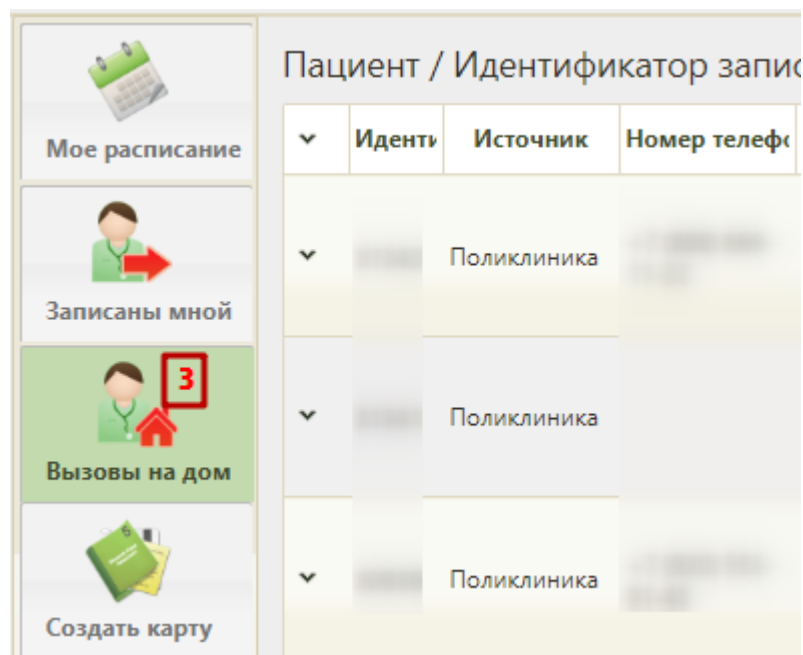 Пациент / Идентификатор запис
Иденти Источник Номер телефо
Поликлиника
Поликлиника
Поликлиника
Мое расписание
Записаны мной
3
Вызовы на дом
Создать карту